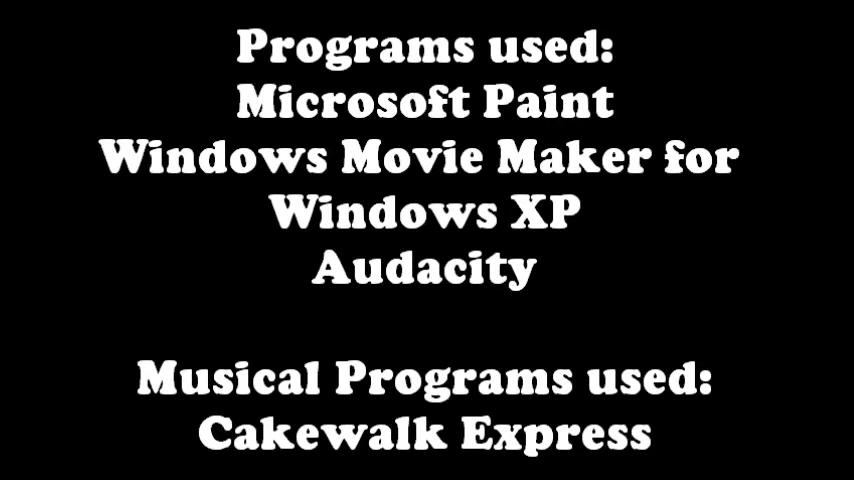 Programs used:
Microsoft Paint
Windows Movie Maker for
Windows XP
Audacity
Musical Programs used:
Cakewalk Express